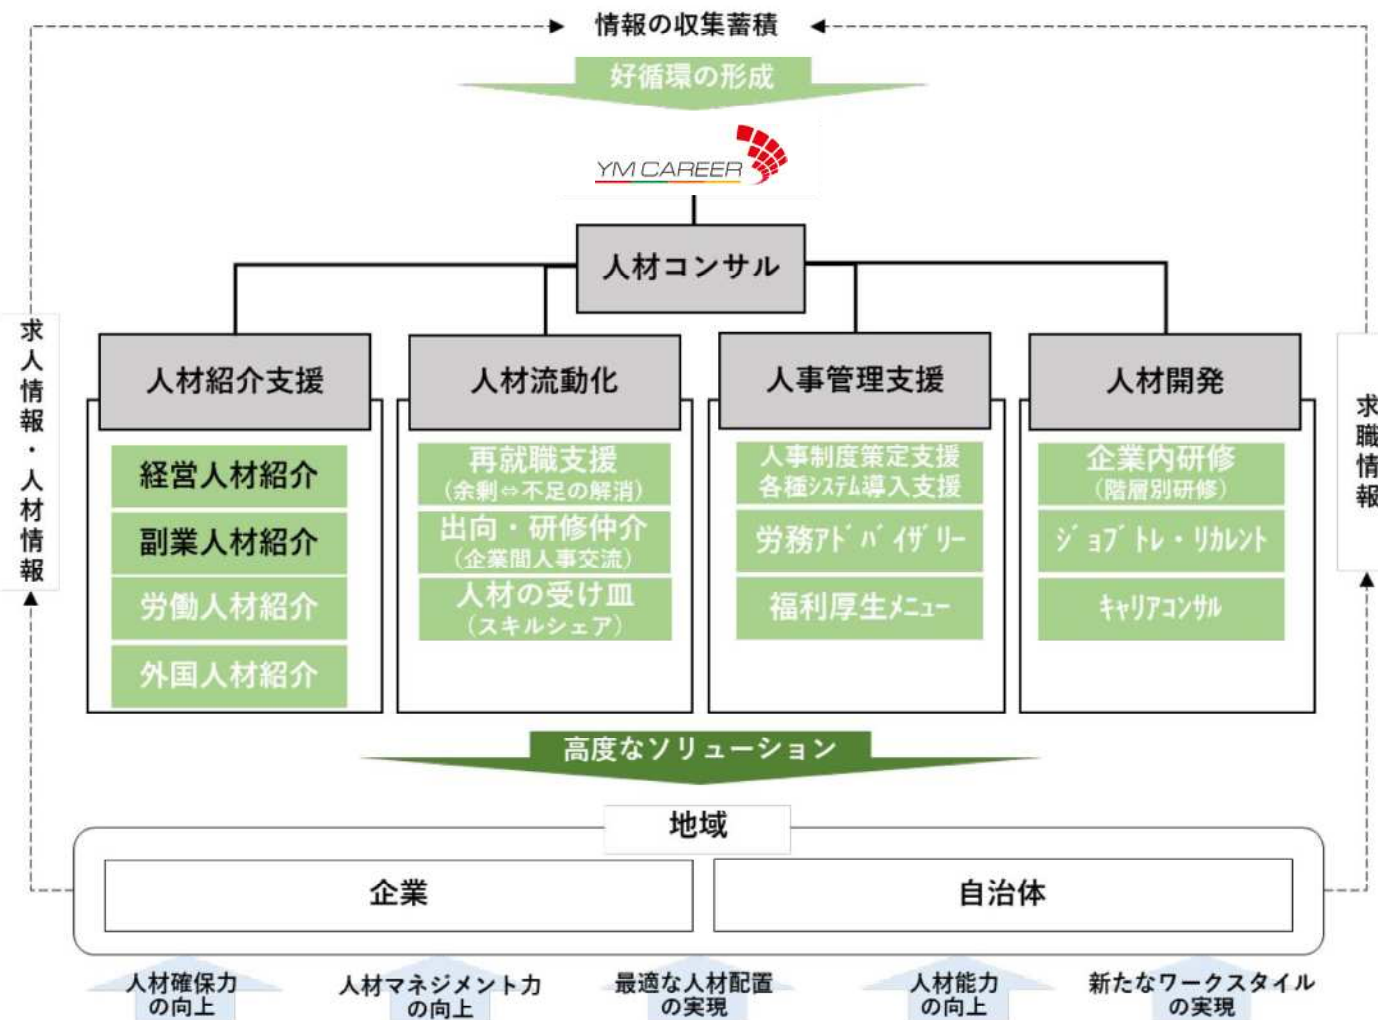 情報の収集蓄積
好循環の形成
YM CAREER
人材コンサル
求人情報・人材情報
求職情報
人材紹介支援
経営人材紹介
副業人材紹介
労働人材紹介
外国人材紹介
人材流動化
再就職支援
(余剰⇔不足の解消)
出向・研修仲介
(企業間人事交流)
人材の受け皿
(スキルシェア)
人事管理支援
人事制度策定支援
各種ｼｽﾃﾑ導入支援
労務ｱﾄﾞﾊﾞｲｻﾞﾘｰ
福利厚生ﾒﾆｭｰ
人材開発
企業内研修
(階層別研修)
ｼﾞｮﾌﾞﾄﾚ・ﾘｶﾚﾝﾄ
ｷｬﾘｱｺﾝｻﾙ
高度なソリューション
地域
企業
自治体
人材確保力
の向上
人材マネジメント力
の向上
最適な人材配置
の実現
人材能力
の向上
新たなワークスタイル
の実現